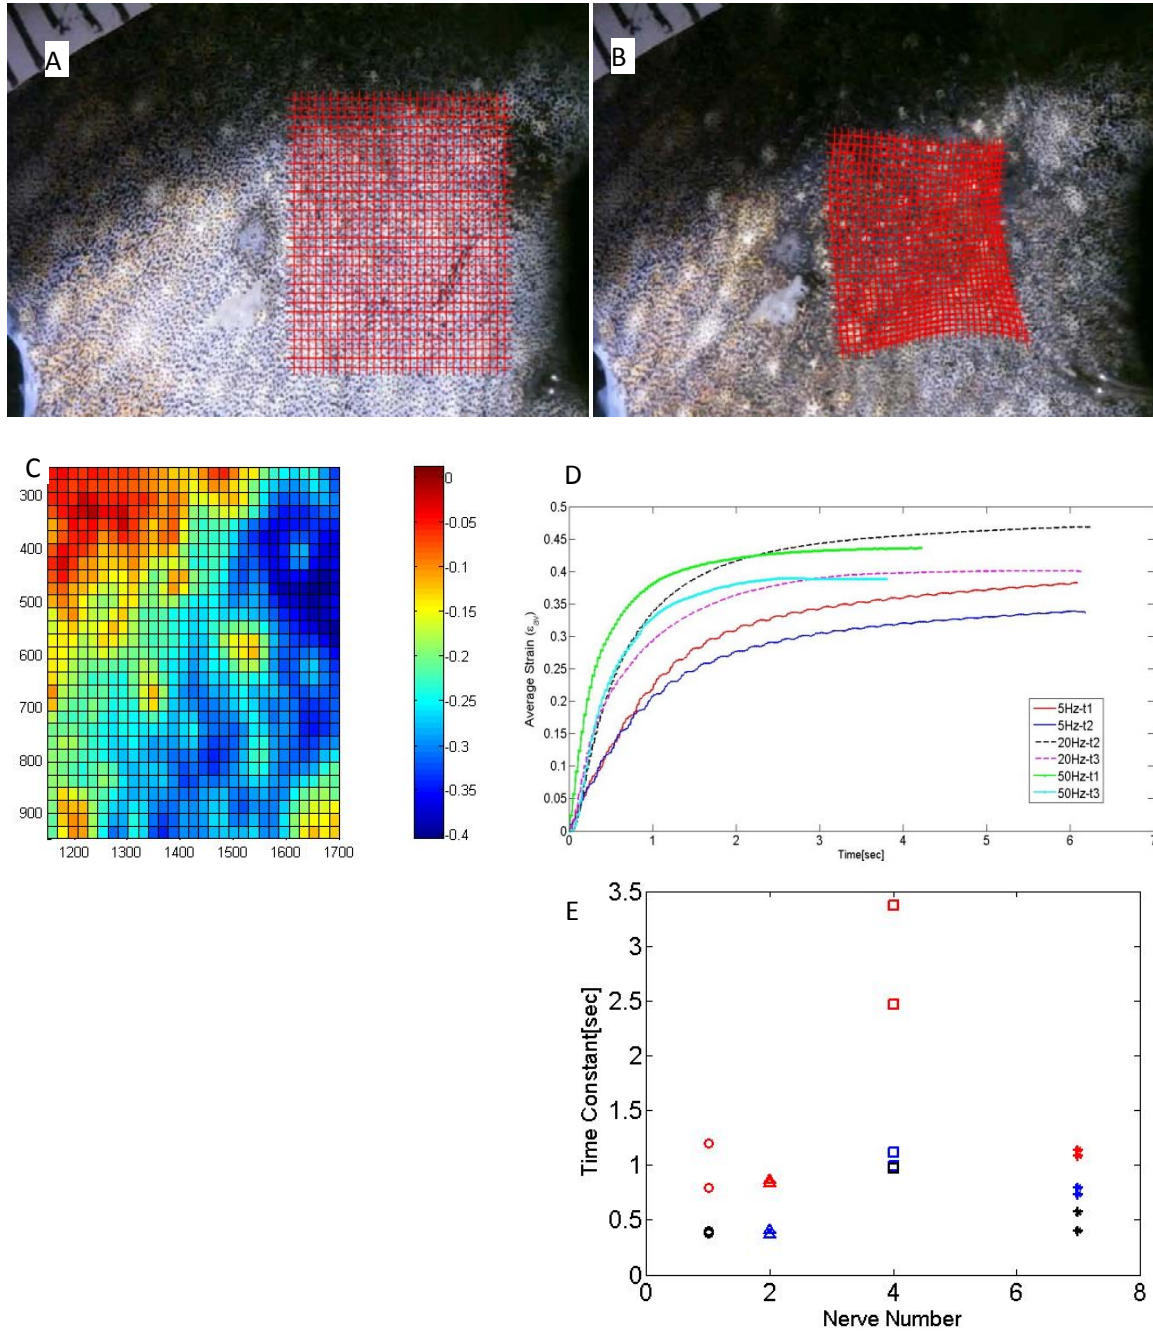 A
B
C
300
400
500
600
700
800
900
1200 1300 1400 1500 1600 1700
0
-0.05
-0.1
-0.15
-0.2
-0.25
-0.3
-0.35
-0.4
D
0.5
0.45
0.4
0.35
0.3
0.25
0.2
0.15
0.1
0.05
0
Average Strain (εav)
0 1 2 3 4 5 6 7
Time[sec]
5Hz-t1
5Hz-t2
20Hz-t2
20Hz-t3
50Hz-t1
50Hz-t3
E
3.5
3
2.5
2
1.5
1
0.5
0
Time Constant[sec]
0 2 4 6 8
Nerve Number